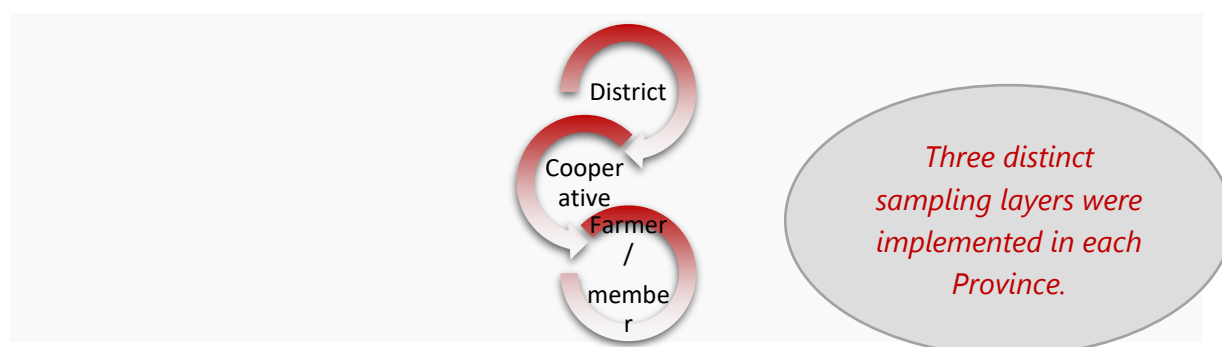 District
Cooper
ative
Farmer
/
membe
r
Three distinct
sampling layers were
implemented in each
Province.